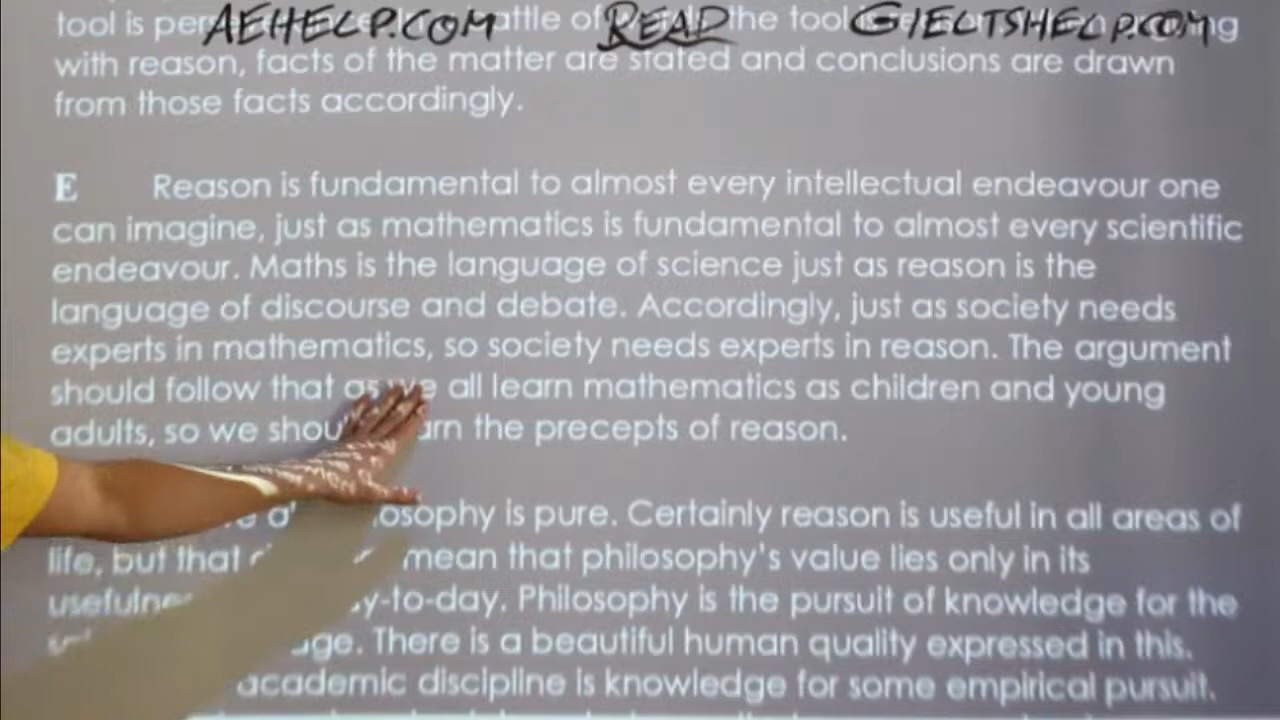 AEHELP.COM READ GIELTSHELP.COM
tool is the tool
with reason, facts of the matter are stated and conclusions are drawn
from those facts accordingly.
E Reason is fundamental to almost every intellectual endeavour one
can imagine, just as mathematics is fundamental to almost every scientific
endeavour. Maths is the language of science just as reason is the
language of discourse and debate. Accordingly, just as society needs
experts in mathematics, so society needs experts in reason. The argument
should follow that as we all learn mathematics as children and young
adults, so we the precepts of reason.
is pure. Certainly reason is useful in all areas of
life, but that mean that philosophy's value lies only in its
Philosophy is the pursuit of knowledge for the
There is a beautiful human quality expressed in this.
academic discipline is knowledge for some empirical pursuit.